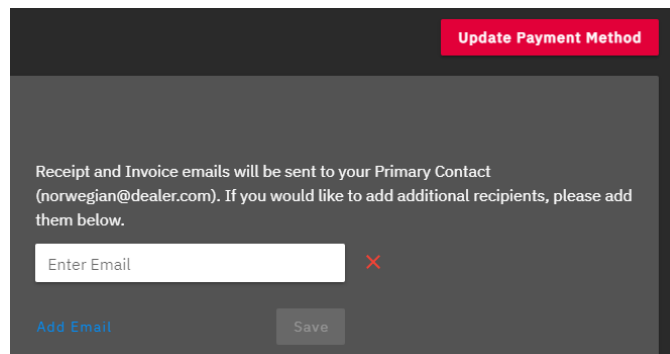 Update Payment Method
Receipt and Invoice emails will be sent to your Primary Contact
(norwegian@dealer.com). If you would like to add additional recipients, please add
them below.
Enter Email
Add Email
Save